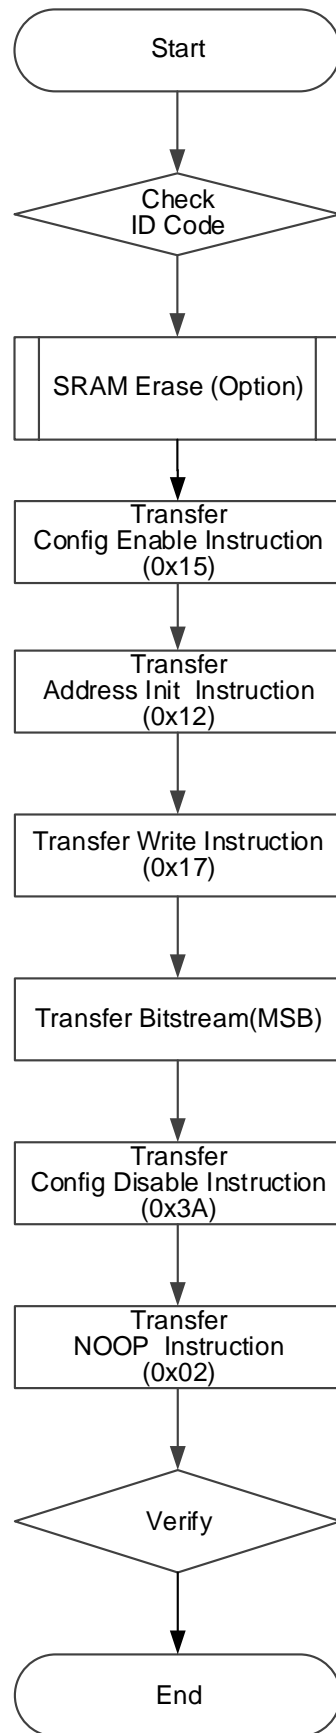 Start
Check
ID Code
SRAM Erase (Option)
Transfer
Config Enable Instruction
(0x15)
Transfer
Address Init  Instruction
(0x12)
Transfer Write Instruction
(0x17)
Transfer Bitstream(MSB)
Transfer
Config Disable Instruction
(0x3A)
Transfer
NOOP  Instruction
(0x02)
Verify
End